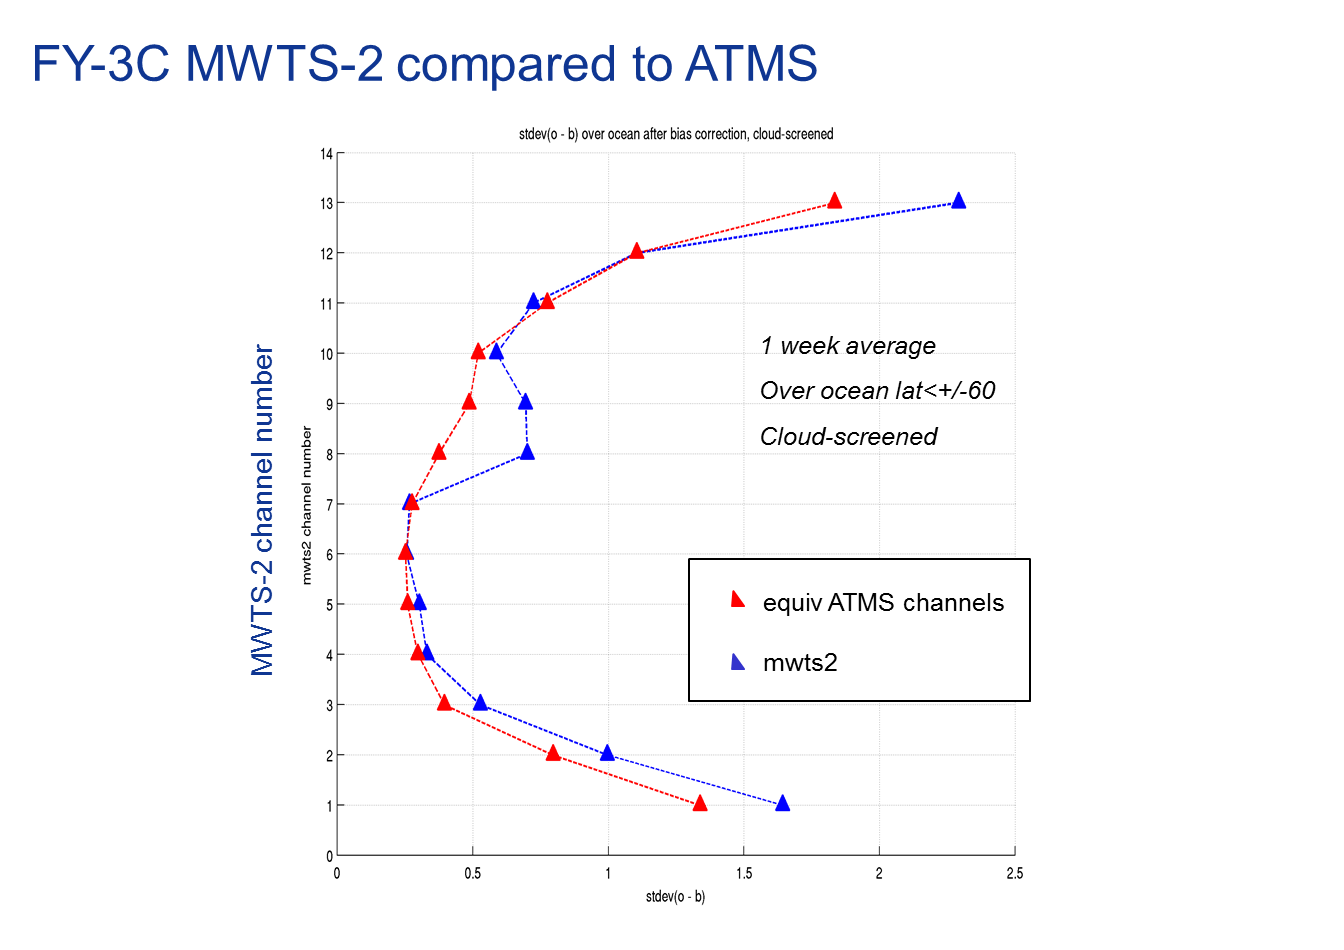 FY-3C MWTS-2 compared to ATMS
stdev(o - b) over ocean after bias correction, cloud-screened
14
13
12
11
10
9
8
7
6
5
4
3
2
1
0
MWTS-2 channel number
mwts2 channel number
1 week average
Over ocean lat<+/-60
Cloud-screened
equiv ATMS channels
mwts2
0
0.5
1
1.5
2
2.5
stdev(o - b)